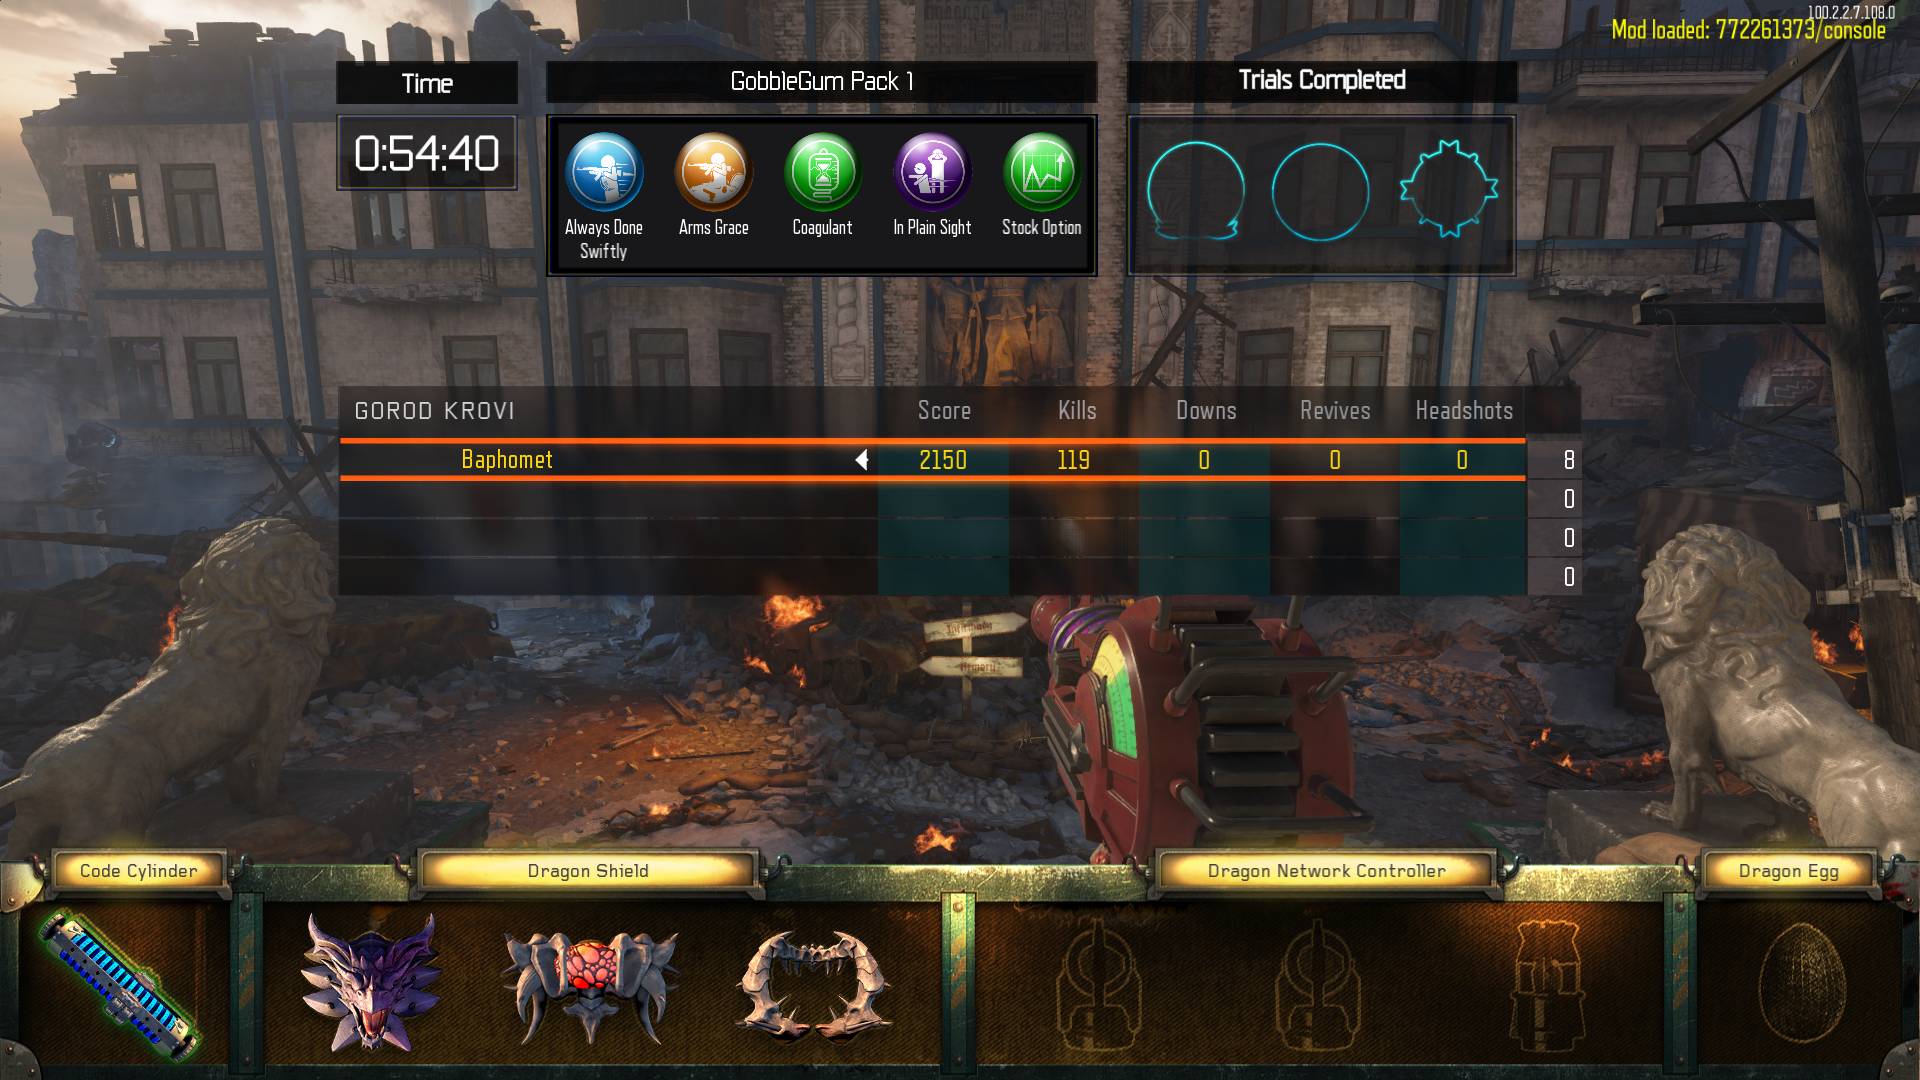 100.2.2.7.108.0
Mod loaded: 772261373/console
Time
GobbleGum Pack 1
Trials Completed
0:54:40
Always Done
Swiftly
Arms Grace
Coagulant
In Plain Sight
Stock Option
GOROD KROVI
Score
Kills
Downs
Revives
Headshots
Baphomet
2150
119
0
0
0
8
0
0
0
Infirmary
Armory
Code Cylinder
Dragon Shield
Dragon Network Controller
Dragon Egg